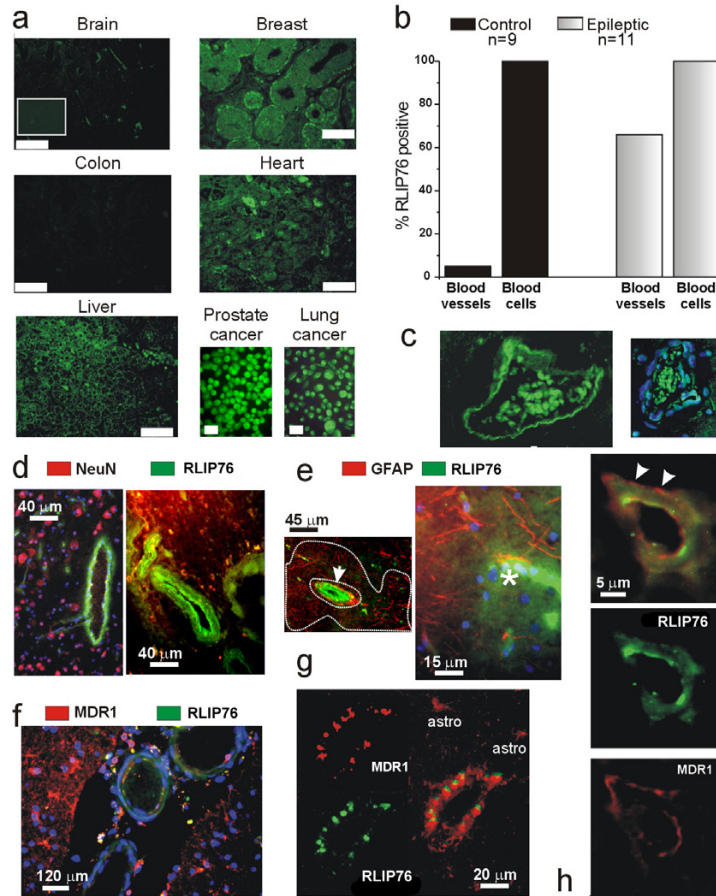 a
Brain
Breast
Colon
Heart
Liver
Prostate
cancer
Lung
cancer
b
Control
n=9
Epileptic
n=11
% RLIP76 positive
100
80
60
40
20
0
Blood
vessels
Blood
cells
Blood
vessels
Blood
cells
c
d
NeuN
RLIP76
40 μm
40 μm
e
GFAP
RLIP76
45 μm
15 μm
5 μm
RLIP76
MDR1
h
f
MDR1
RLIP76
120 μm
g
astro
astro
MDR1
RLIP76
20 μm